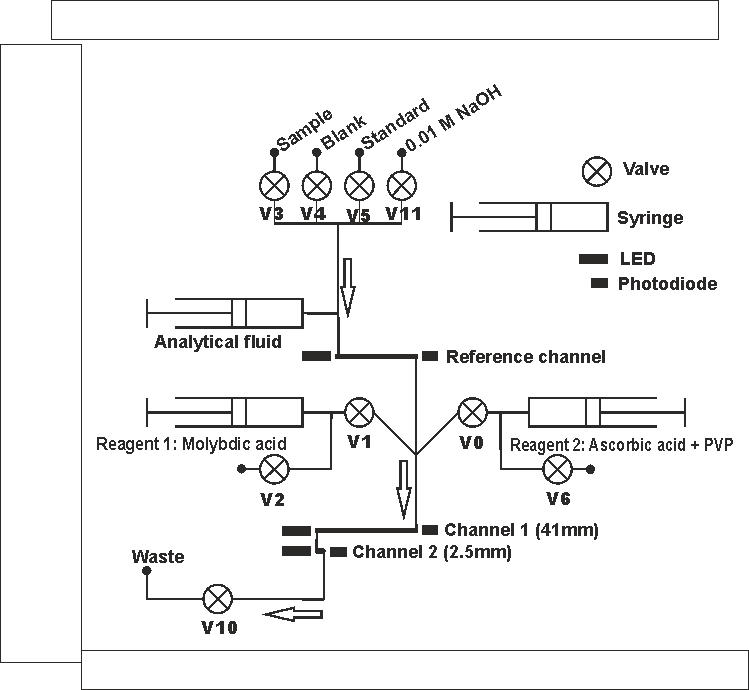 Sample
Blank
Standard
0.01 M NaOH
V3
V4
V5
V11
Valve
Syringe
LED
Photodiode
Analytical fluid
Reference channel
V1
V0
Reagent 1: Molybdic acid
Reagent 2: Ascorbic acid + PVP
V2
V6
Channel 1 (41mm)
Channel 2 (2.5mm)
Waste
V10